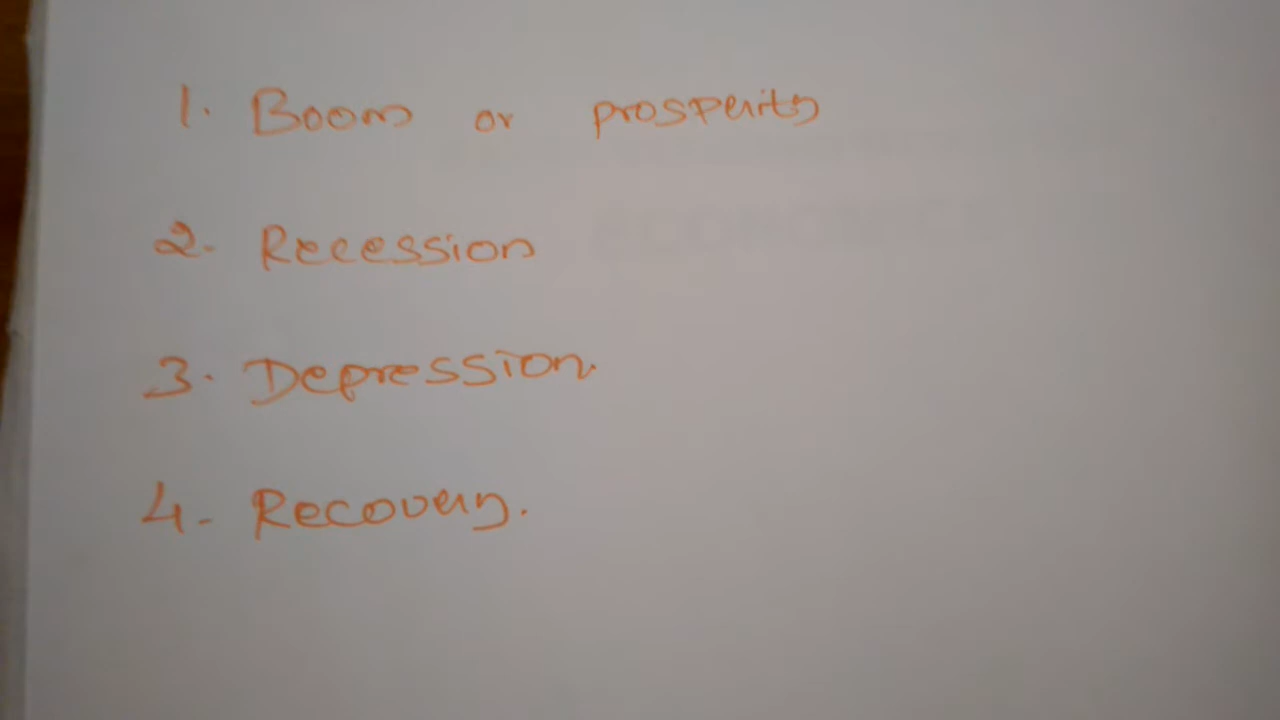 1. Boom or prosperity
2. Recession
3. Depression.
4. Recovery.